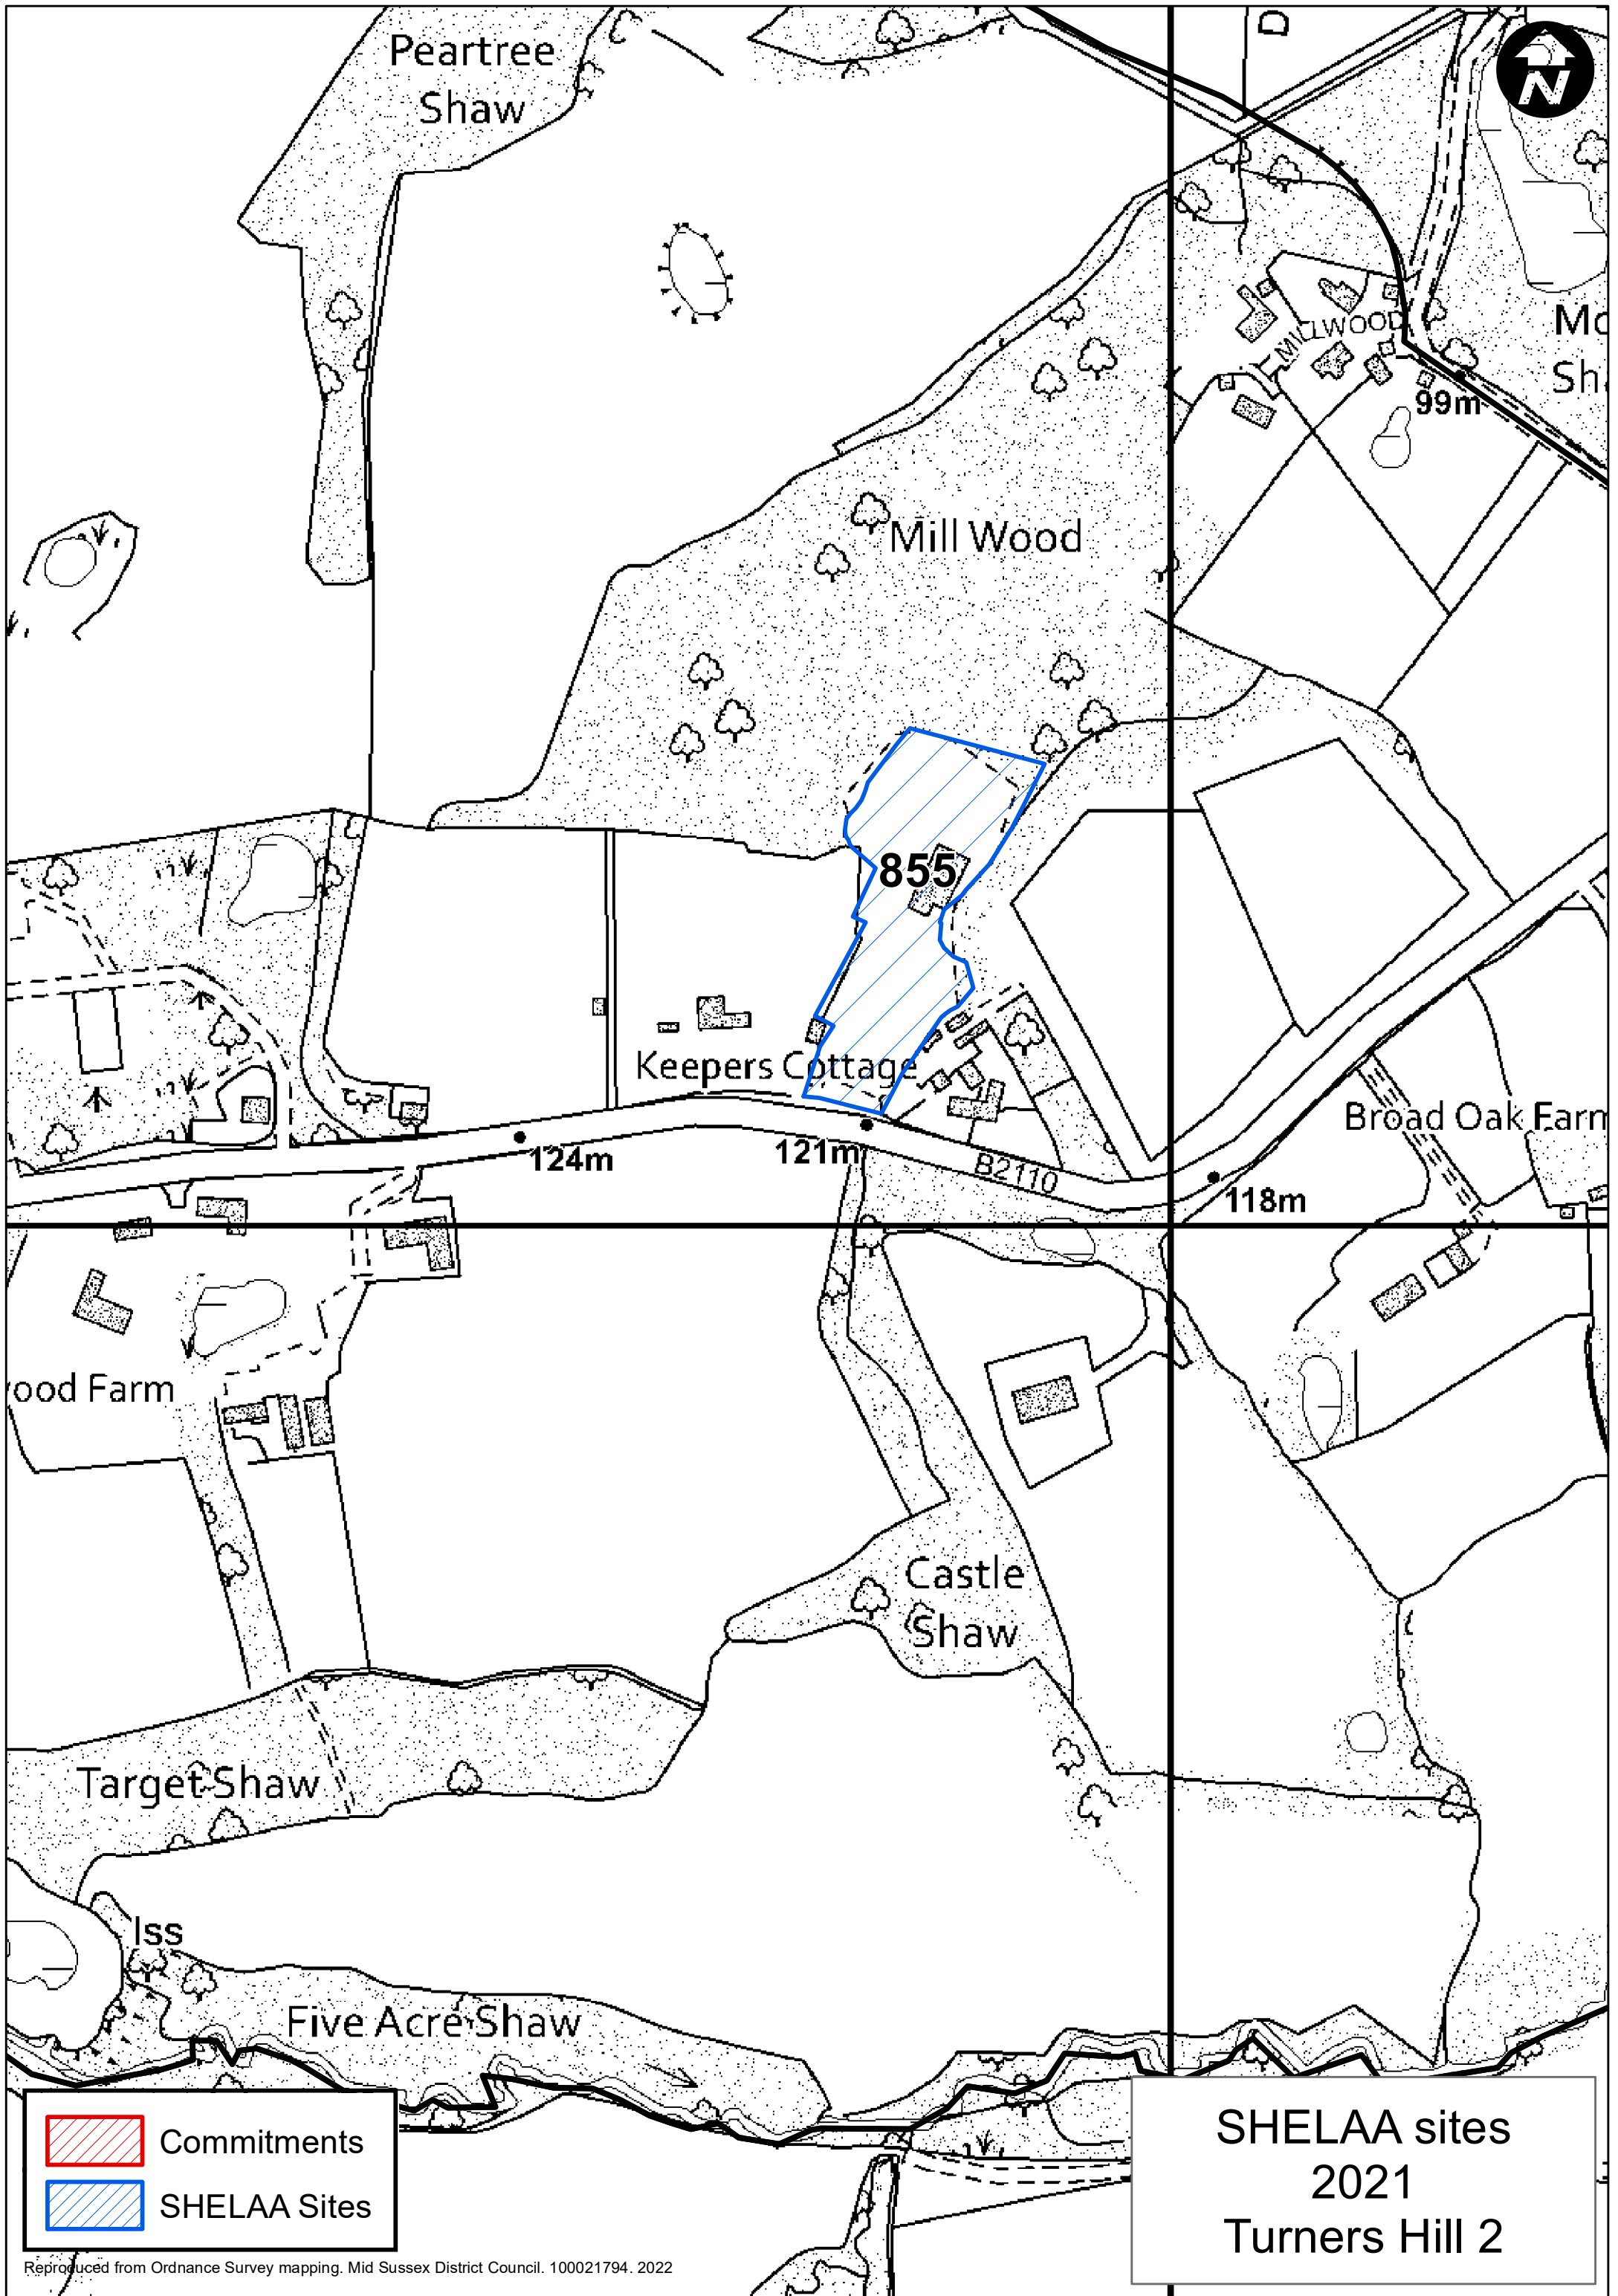 Peartree
Shaw
D
N
MILLWOOD
Mo
Sha
99m
Mill Wood
855
Keepers Cottage
Broad Oak Farm
124m
121m
B2110
118m
ood Farm
Castle
Shaw
Target Shaw
Iss
Five Acre Shaw
Commitments
SHELAA Sites
SHELAA sites
2021
Turners Hill 2
Reproduced from Ordnance Survey mapping. Mid Sussex District Council. 100021794. 2022